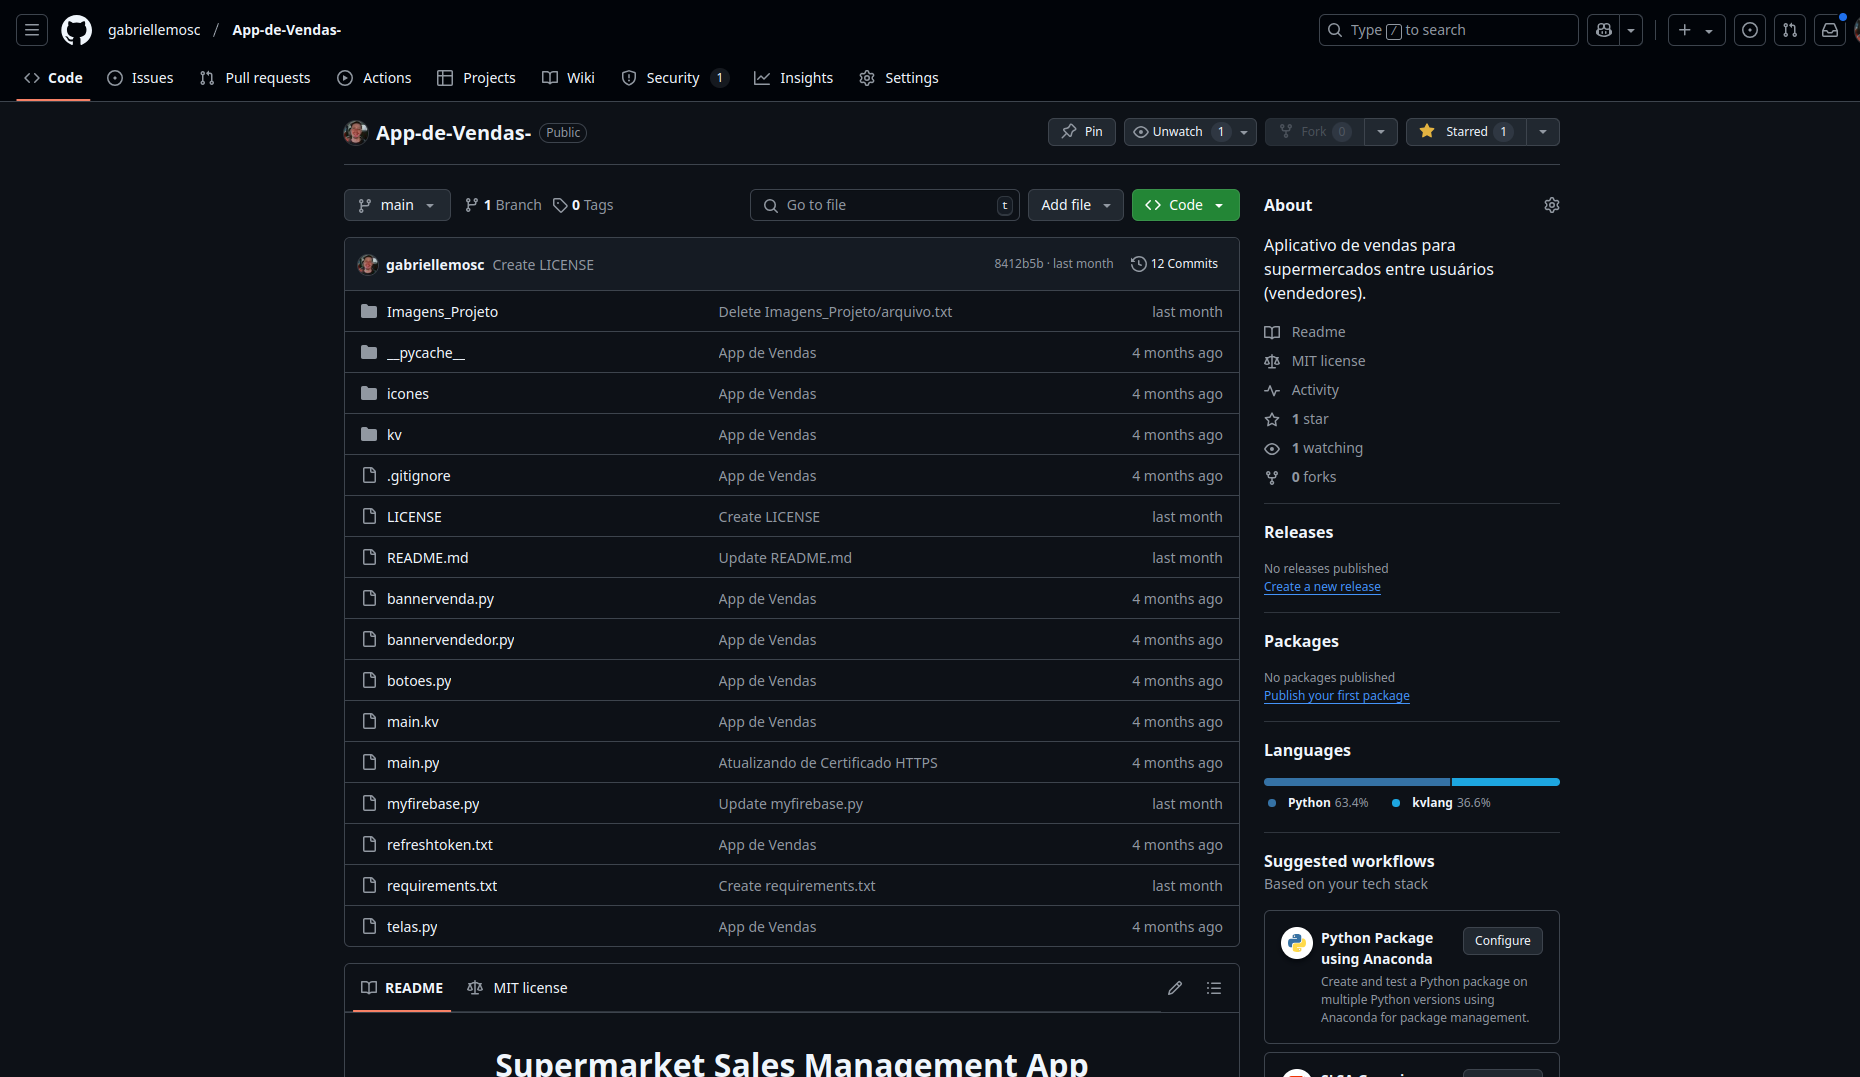 gabriellemosc / App-de-Vendas-
Type / to search
Code Issues Pull requests Actions Projects Wiki Security 1 Insights Settings
App-de-Vendas- Public
Pin Unwatch 1 Fork 0 Starred 1
main 1 Branch 0 Tags Go to file t Add file Code
gabriellemosc Create LICENSE 8412b5b · last month 12 Commits
Imagens_Projeto Delete Imagens_Projeto/arquivo.txt last month
__pycache__ App de Vendas 4 months ago
icones App de Vendas 4 months ago
kv App de Vendas 4 months ago
.gitignore App de Vendas 4 months ago
LICENSE Create LICENSE last month
README.md Update README.md last month
bannervenda.py App de Vendas 4 months ago
bannervendedor.py App de Vendas 4 months ago
botoes.py App de Vendas 4 months ago
main.kv App de Vendas 4 months ago
main.py Atualizando de Certificado HTTPS 4 months ago
myfirebase.py Update myfirebase.py last month
refreshtoken.txt App de Vendas 4 months ago
requirements.txt Create requirements.txt last month
telas.py App de Vendas 4 months ago
README MIT license
Supermarket Sales Management App
About
Aplicativo de vendas para
supermercados entre usuários
(vendedores).
Readme
MIT license
Activity
1 star
1 watching
0 forks
Releases
No releases published
Create a new release
Packages
No packages published
Publish your first package
Languages
Python 63.4% kvlang 36.6%
Suggested workflows
Based on your tech stack
Python Package
using Anaconda
Configure
Create and test a Python package on
multiple Python versions using
Anaconda for package management.